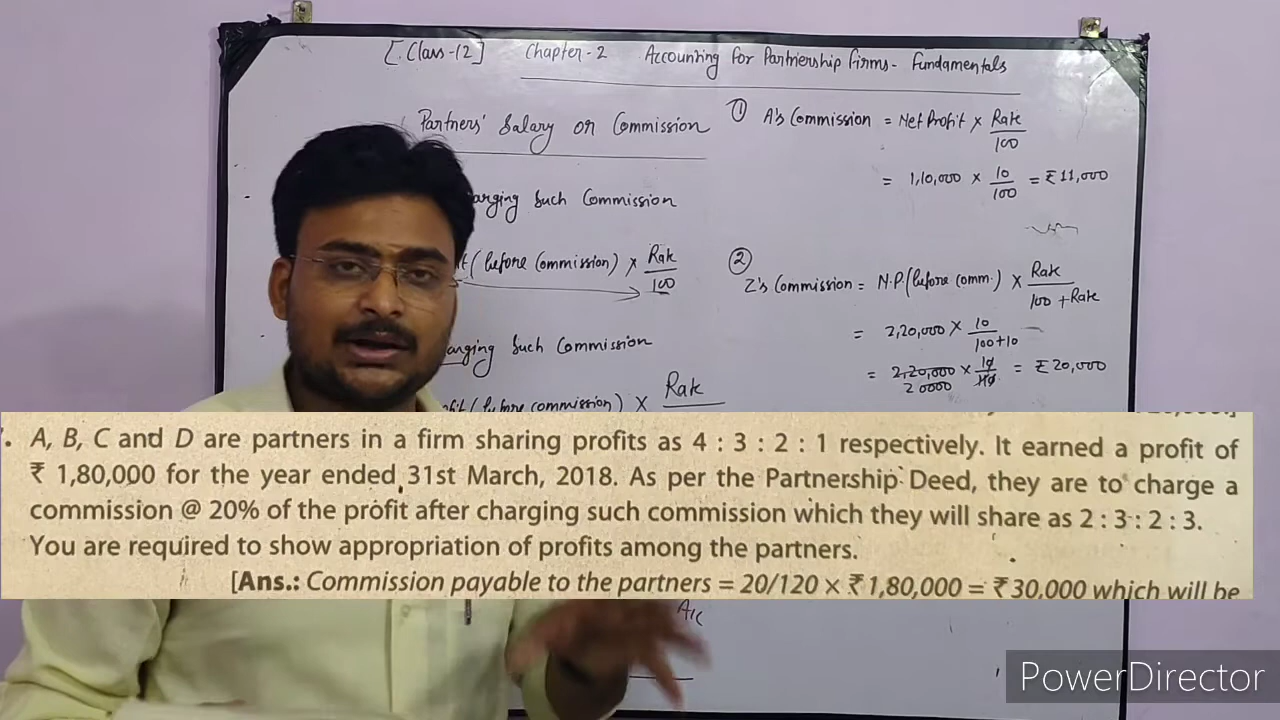 [Class-12] Chapter-2 Accounting for Partnership Firms- Fundamentals
Partners' Salary or Commission
arging Such Commission
(before Commission) × Rate/100
arging Such Commission
(before commission) × Rate
① A's Commission = Net Profit × Rate/100
= 1,10,000 × 10/100 = ₹ 11,000
② Z's Commission = N.P.(before comm.) × Rate/100 + Rate
= 2,20,000 × 10/100+10
= 2,20,000 × 10/110 = ₹ 20,000
20000
A, B, C and D are partners in a firm sharing profits as 4 : 3 : 2 : 1 respectively. It earned a profit of
₹ 1,80,000 for the year ended 31st March, 2018. As per the Partnership Deed, they are to charge a
commission @ 20% of the profit after charging such commission which they will share as 2 : 3 : 2 : 3.
You are required to show appropriation of profits among the partners.
[Ans.: Commission payable to the partners = 20/120 × ₹ 1,80,000 = ₹ 30,000 which will be
A/c
PowerDirector